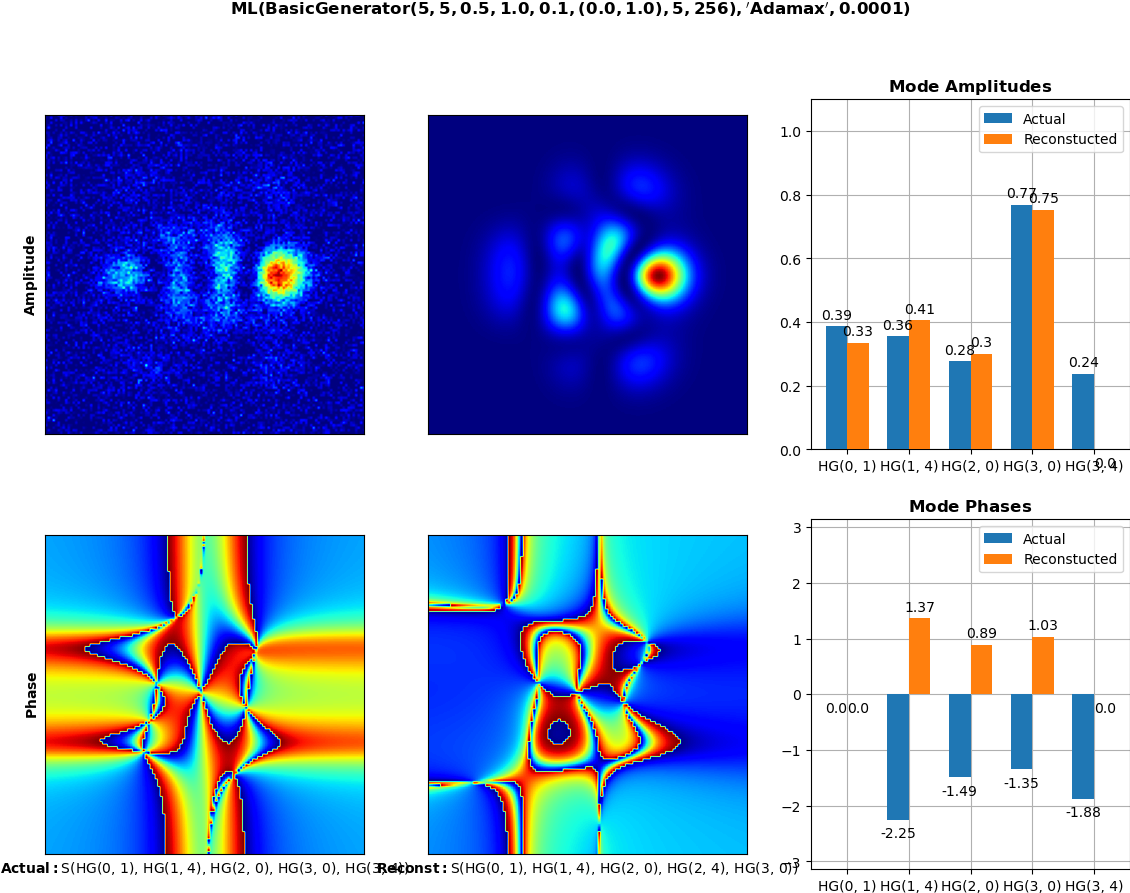 ML(BasicGenerator(5, 5, 0.5, 1.0, 0.1, (0.0, 1.0), 5, 256), ′Adamax′, 0.0001)
Mode Amplitudes
Actual
Reconstucted
1.0
0.8
0.6
0.4
0.2
0.0
0.39
0.33
0.36
0.41
0.28
0.3
0.77
0.75
0.24
0.0
HG(0, 1) HG(1, 4) HG(2, 0) HG(3, 0) HG(3, 4)
Amplitude
Mode Phases
Actual
Reconstucted
3
2
1
0
−1
−2
−3
0.0
0.0
-2.25
1.37
-1.49
0.89
-1.35
1.03
-1.88
0.0
HG(0, 1) HG(1, 4) HG(2, 0) HG(3, 0) HG(3, 4)
Phase
Actual: S(HG(0, 1), HG(1, 4), HG(2, 0), HG(3, 0), HG(3, 4))
Reconst: S(HG(0, 1), HG(1, 4), HG(2, 0), HG(2, 4), HG(3, 0))